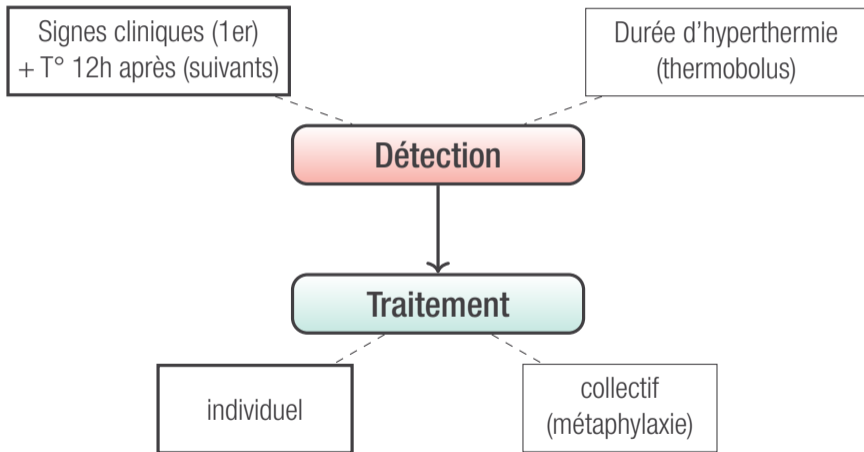 Signes cliniques (1er)
+ T° 12h après (suivants)
Durée d'hyperthermie
(thermobolus)
Détection
Traitement
individuel
collectif
(métaphylaxie)